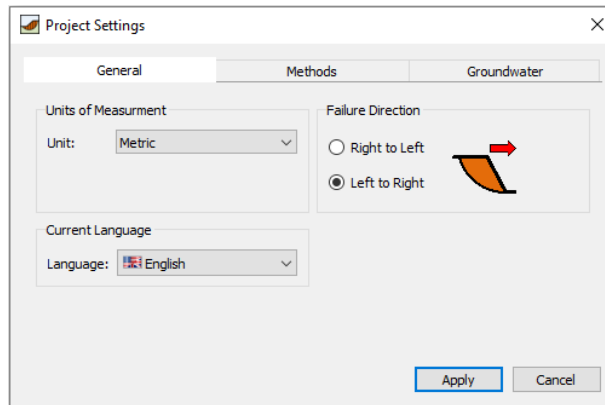 Project Settings
General Methods Groundwater
Units of Measurment
Unit: Metric
Failure Direction
Right to Left
Left to Right
Current Language
Language: English
Apply Cancel